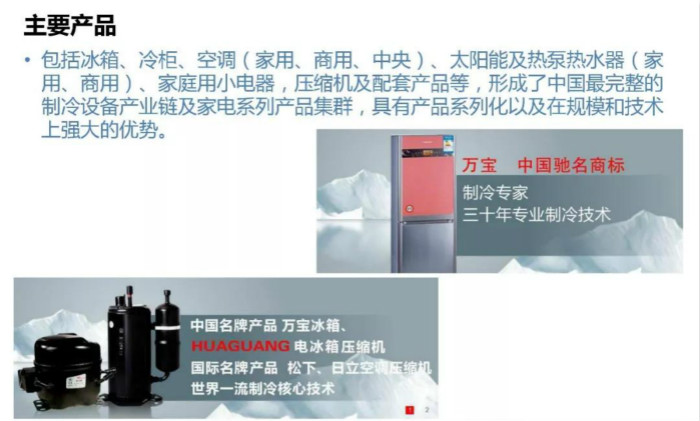 主要产品
• 包括冰箱、冷柜、空调（家用、商用、中央）、太阳能及热泵热水器（家
用、商用）、家庭用小电器，压缩机及配套产品等，形成了中国最完整的
制冷设备产业链及家电系列产品集群，具有产品系列化以及在规模和技术
上强大的优势。
万宝 中国驰名商标
制冷专家
三十年专业制冷技术
中国名牌产品 万宝冰箱、
HUAGUANG 电冰箱压缩机
国际名牌产品 松下、日立空调压缩机
世界一流制冷核心技术
1 2